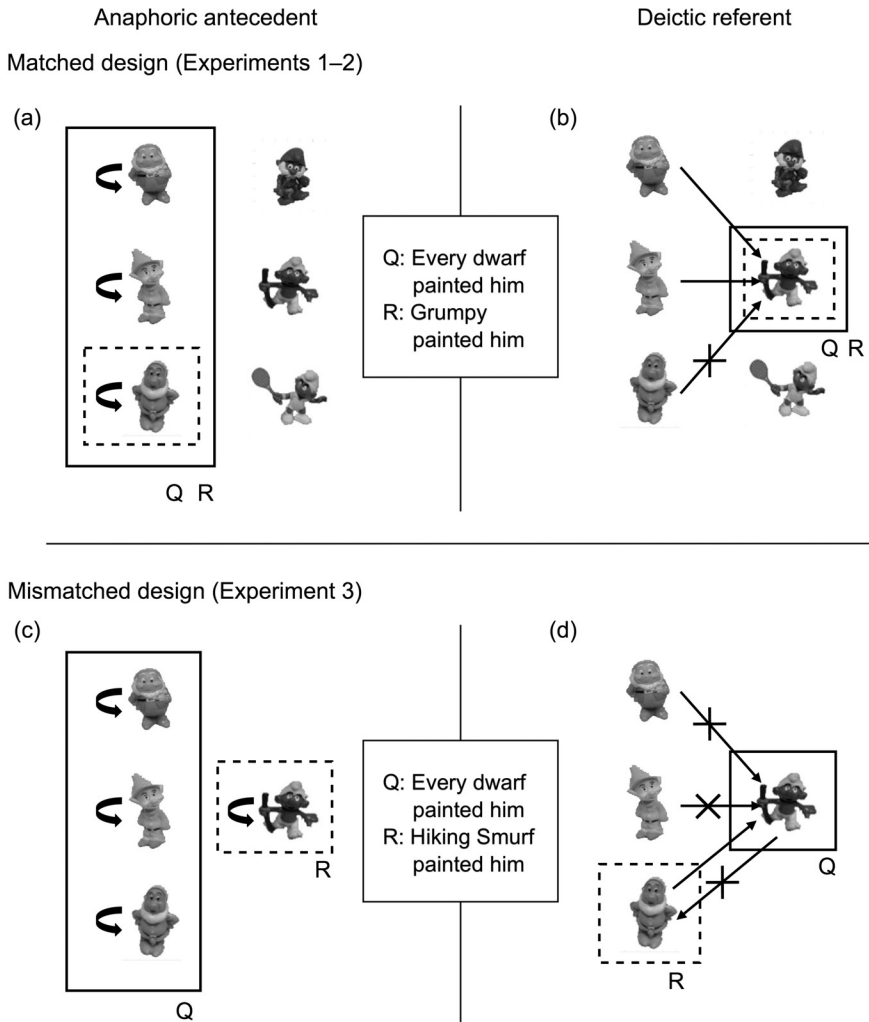 Anaphoric antecedent
Deictic referent
Matched design (Experiments 1–2)
(a)
(b)
Q: Every dwarf
painted him
R: Grumpy
painted him
Q R
Q R
Mismatched design (Experiment 3)
(c)
(d)
Q: Every dwarf
painted him
R: Hiking Smurf
painted him
R
Q
Q
R